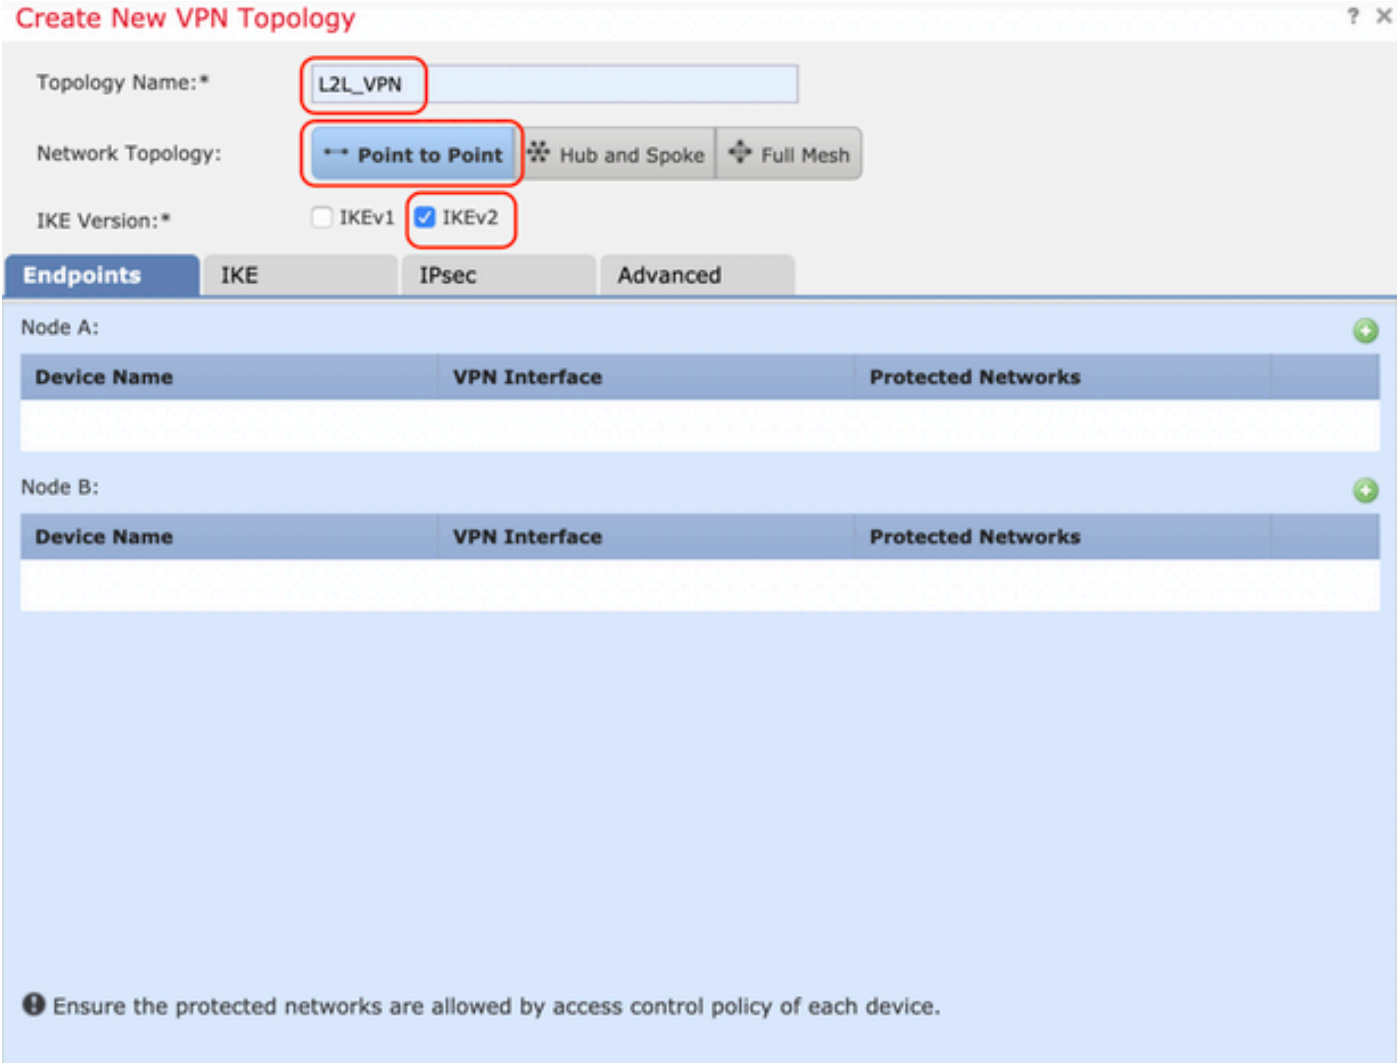 Create New VPN Topology ? ×
Topology Name:* L2L_VPN
Network Topology: Point to Point Hub and Spoke Full Mesh
IKE Version:* IKEv1 IKEv2
Endpoints IKE IPsec Advanced
Node A:
Device Name VPN Interface Protected Networks
Node B:
Device Name VPN Interface Protected Networks
Ensure the protected networks are allowed by access control policy of each device.